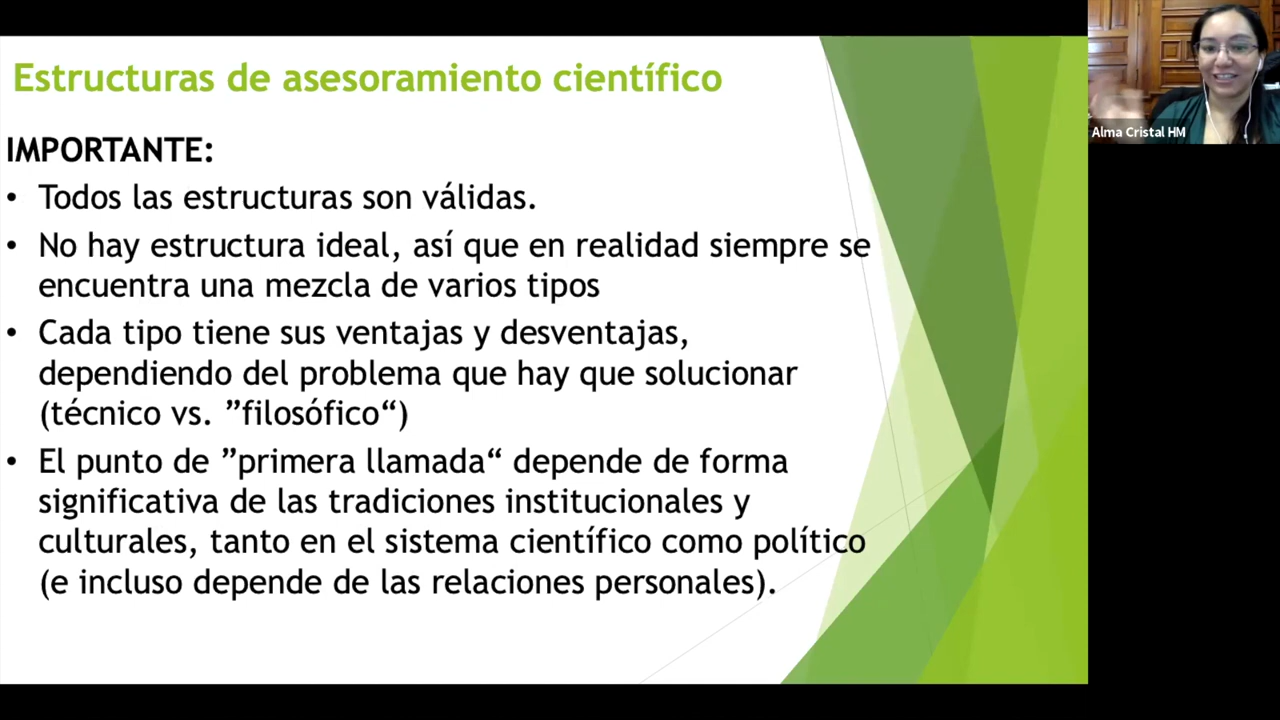 Estructuras de asesoramiento científico
IMPORTANTE:
• Todos las estructuras son válidas.
• No hay estructura ideal, así que en realidad siempre se
encuentra una mezcla de varios tipos
• Cada tipo tiene sus ventajas y desventajas,
dependiendo del problema que hay que solucionar
(técnico vs. ”filosófico“)
• El punto de ”primera llamada“ depende de forma
significativa de las tradiciones institucionales y
culturales, tanto en el sistema científico como político
(e incluso depende de las relaciones personales).
Alma Cristal HM